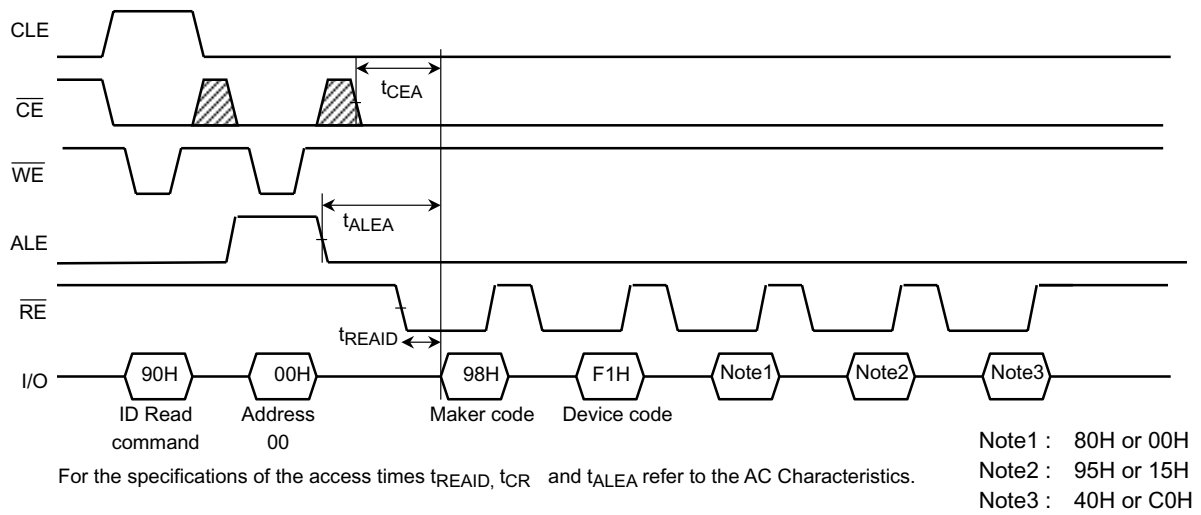 CLE
tCEA
CE
WE
tALEA
ALE
RE
tREAID
I/O 90H 00H 98H F1H Note1 Note2 Note3
ID Read command
Address 00
Maker code
Device code
For the specifications of the access times tREAID, tCR and tALEA refer to the AC Characteristics.
Note1 : 80H or 00H
Note2 : 95H or 15H
Note3 : 40H or C0H